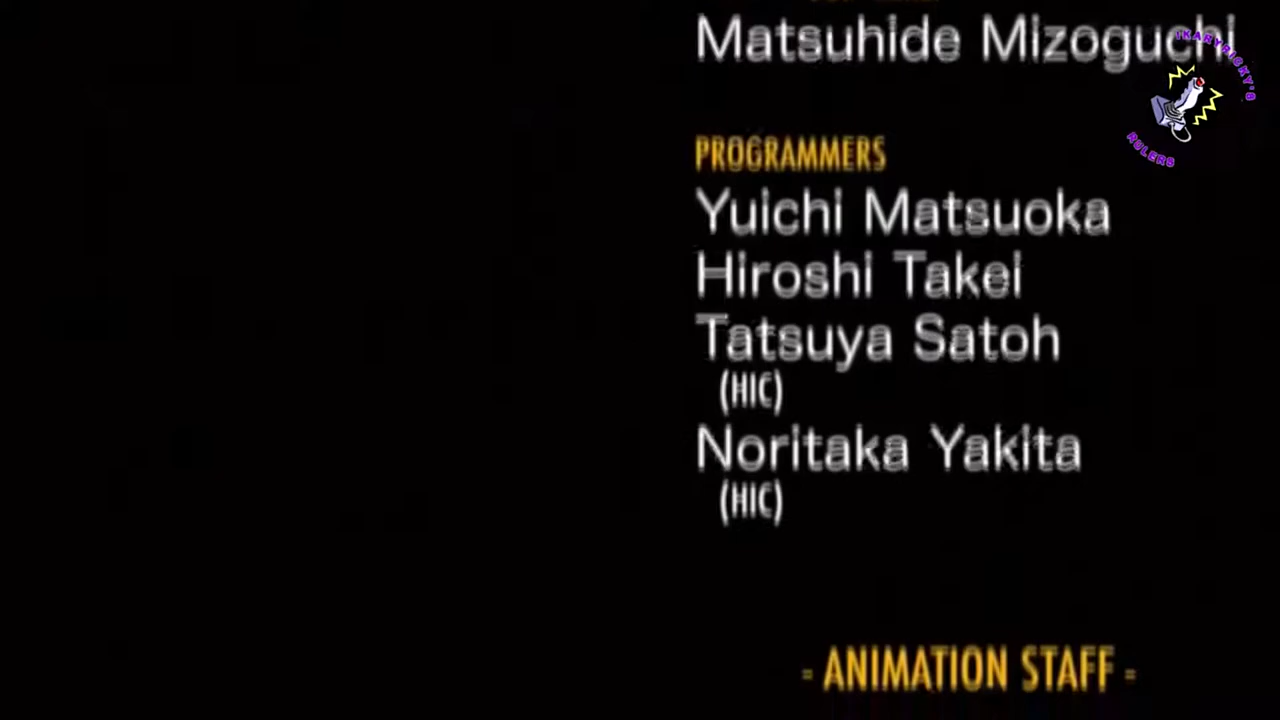 Matsuhide Mizoguchi
PROGRAMMERS
Yuichi Matsuoka
Hiroshi Takei
Tatsuya Satoh
(HIC)
Noritaka Yakita
(HIC)
- ANIMATION STAFF -